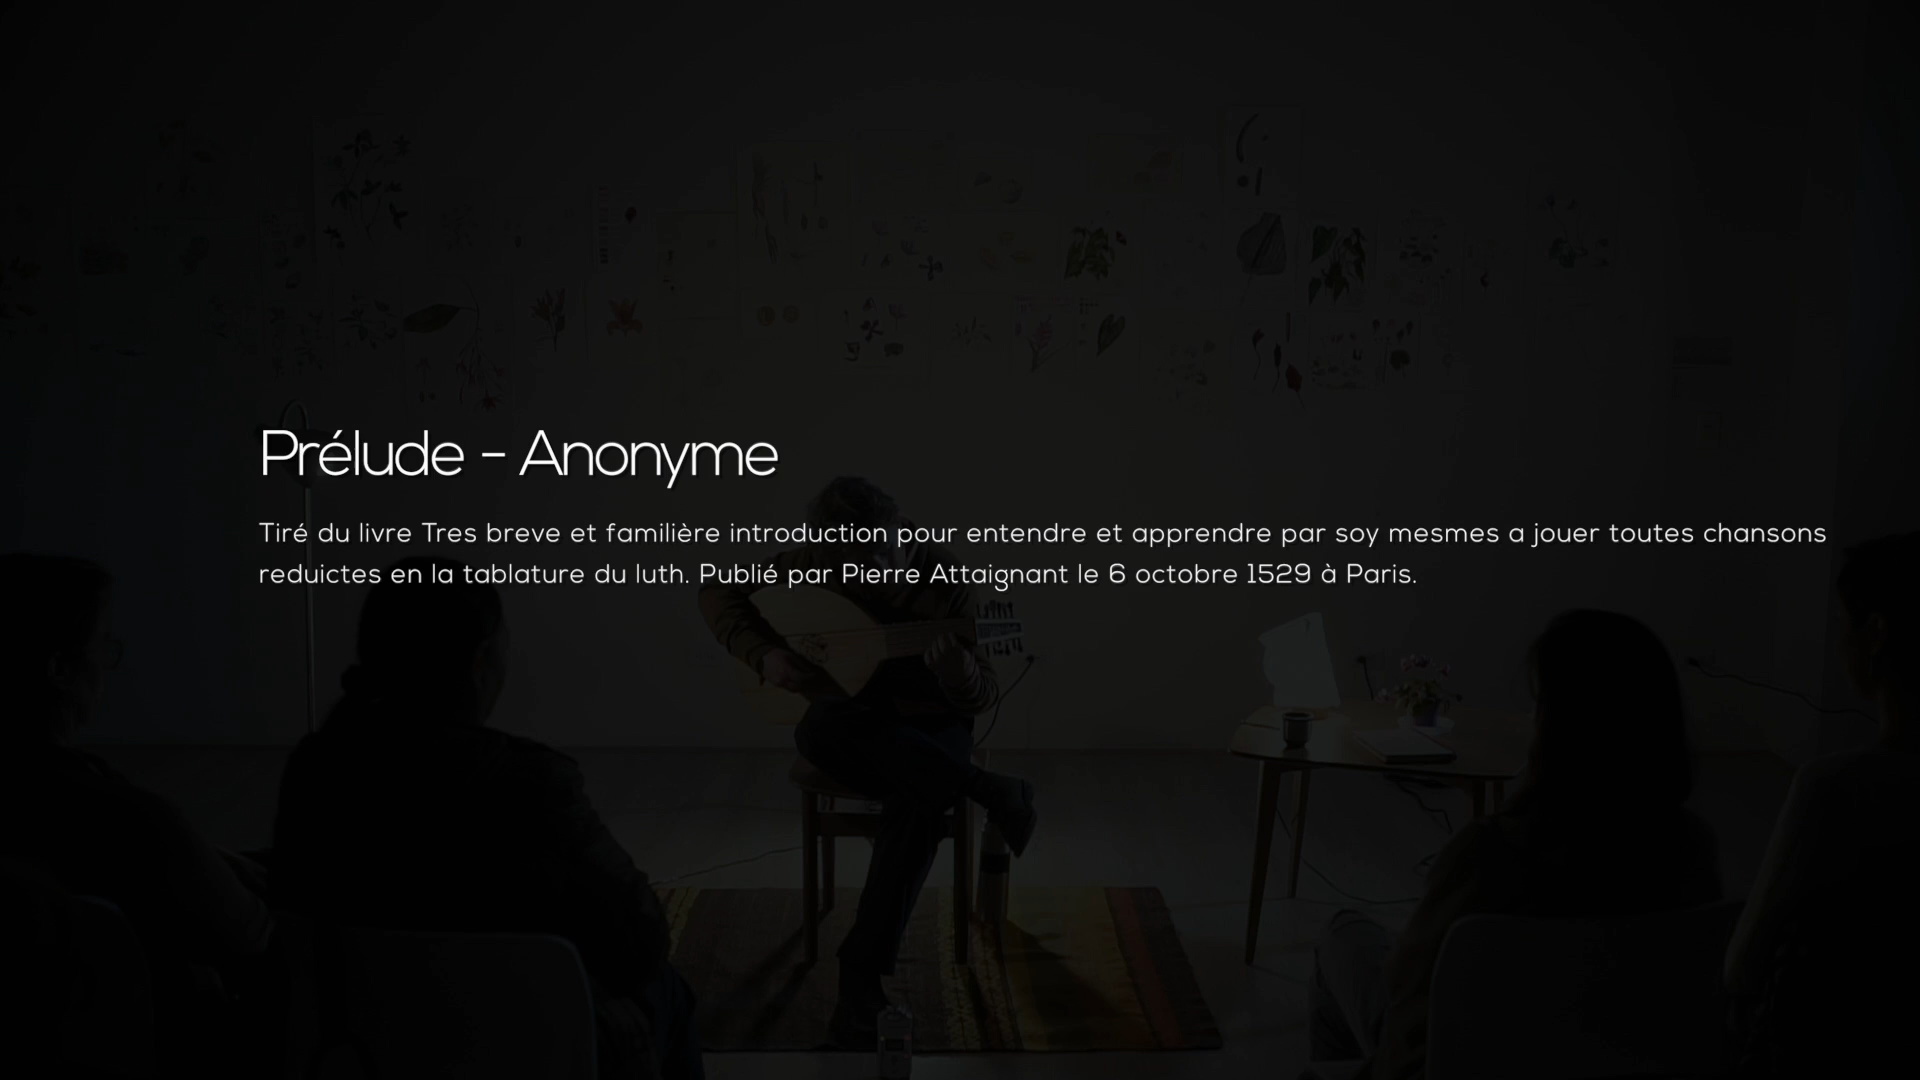 Prélude - Anonyme
Tiré du livre Tres breve et familière introduction pour entendre et apprendre par soy mesmes a jouer toutes chansons
reduictes en la tablature du luth. Publié par Pierre Attaignant le 6 octobre 1529 à Paris.